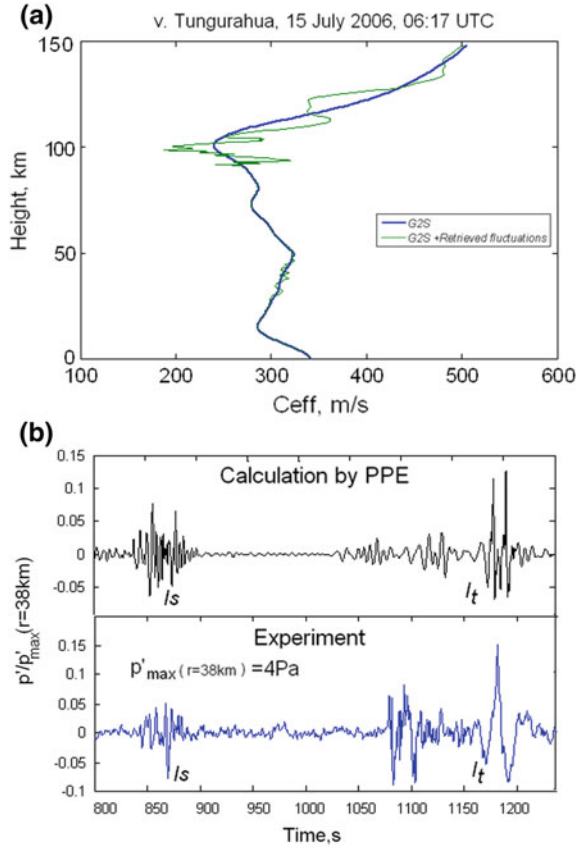 (a)
v. Tungurahua, 15 July 2006, 06:17 UTC
150
100
50
0
Height, km
G2S
G2S +Retrieved fluctuations
100 200 300 400 500 600
Ceff, m/s
(b)
0.15
0.1
0.05
0
-0.05
Calculation by PPE
Is
It
p'/p'max(r=38km)
0.15
0.1
0.05
0
-0.05
-0.1
Experiment
p'max (r=38km) =4Pa
Is
It
800 850 900 950 1000 1050 1100 1150 1200
Time,s